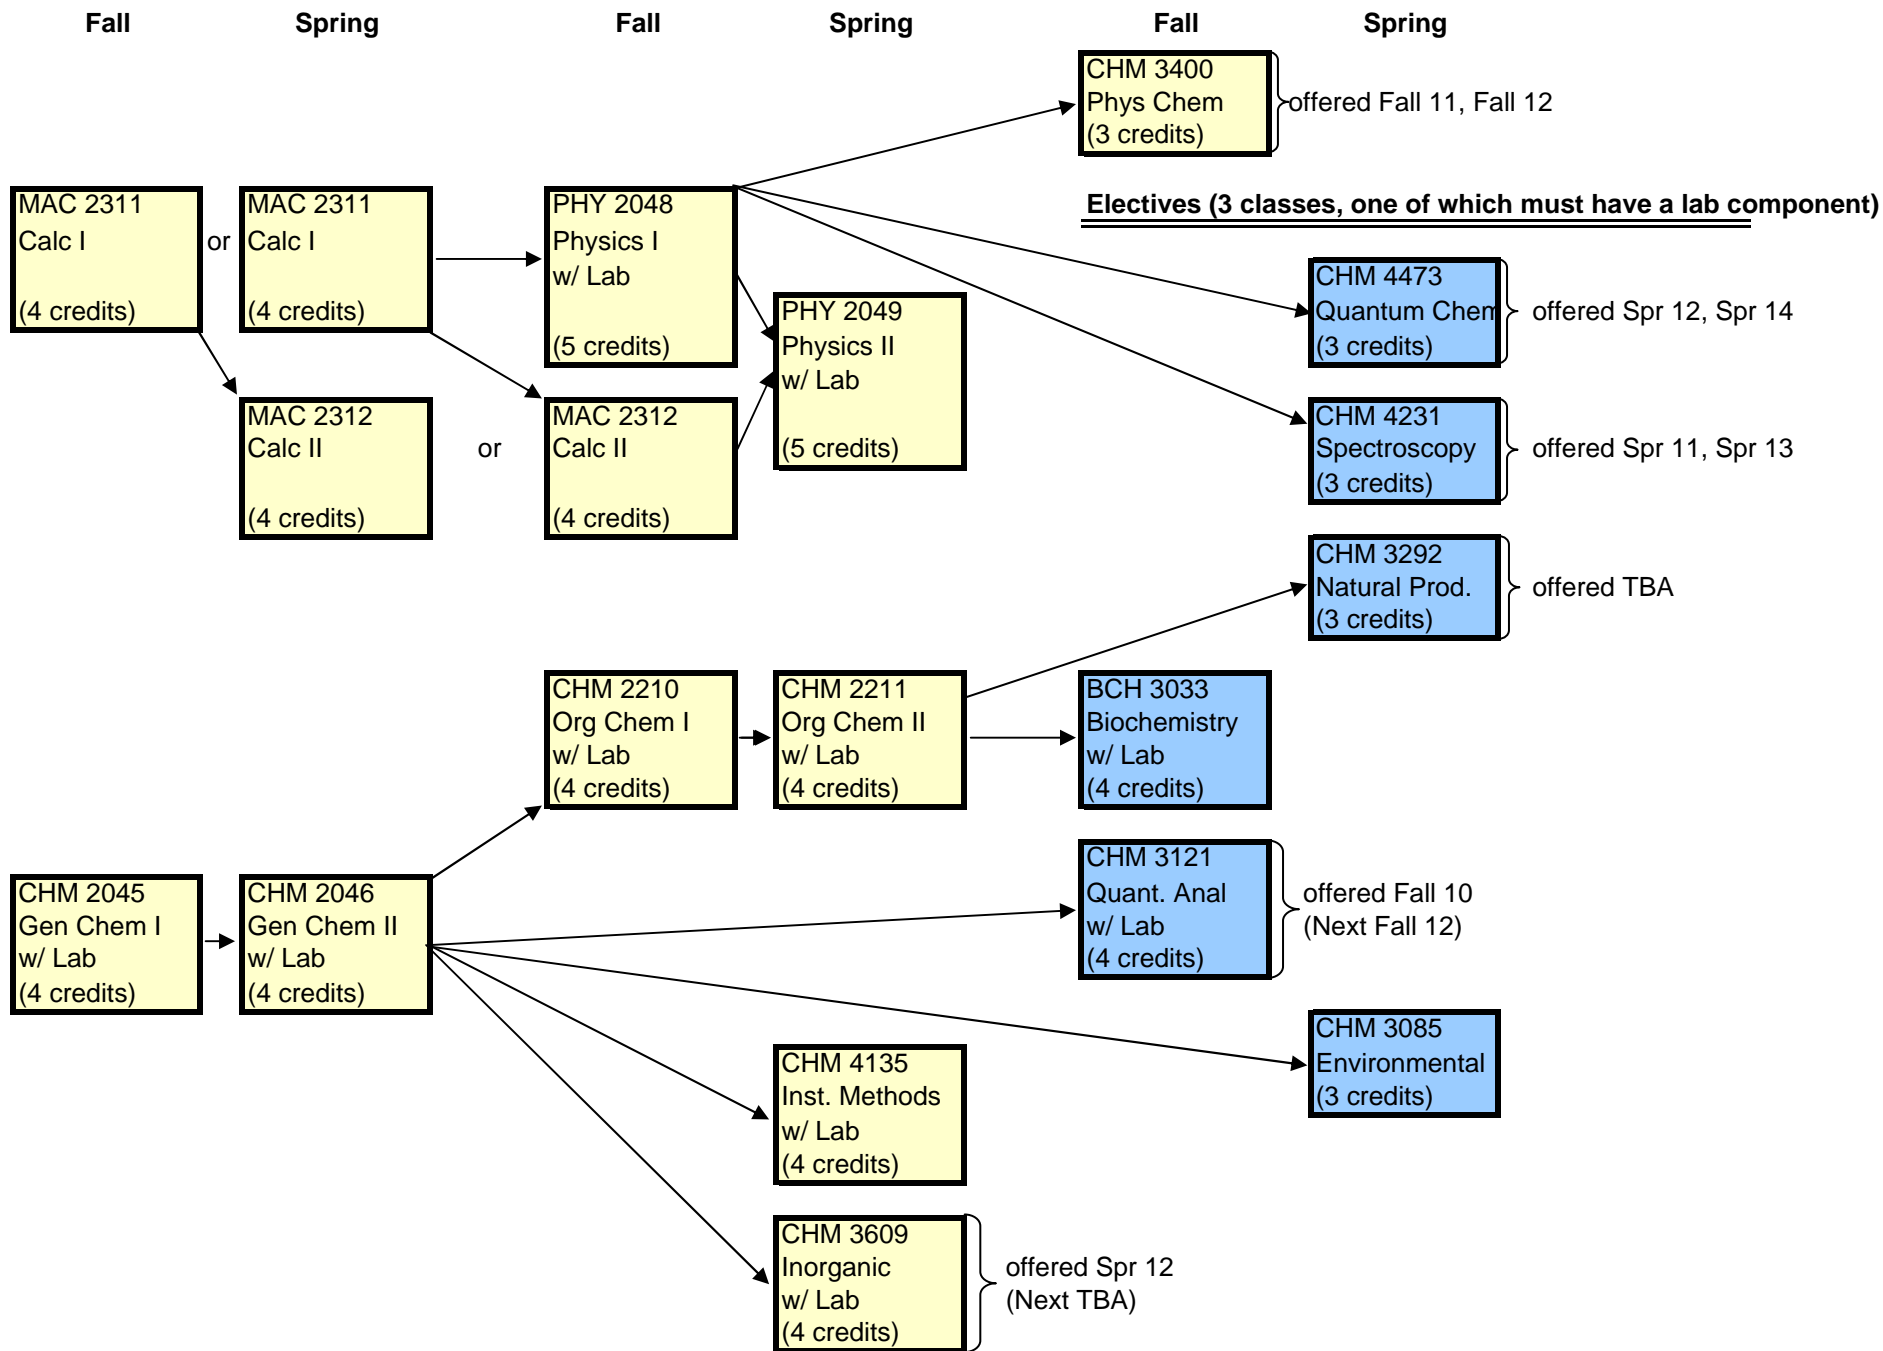 Fall Spring Fall Spring Fall Spring
CHM 3400
Phys Chem
(3 credits)
offered Fall 11, Fall 12
MAC 2311
Calc I
(4 credits)
or
MAC 2311
Calc I
(4 credits)
PHY 2048
Physics I
w/ Lab
(5 credits)
Electives (3 classes, one of which must have a lab component)
CHM 4473
Quantum Chem
(3 credits)
offered Spr 12, Spr 14
PHY 2049
Physics II
w/ Lab
(5 credits)
MAC 2312
Calc II
(4 credits)
or
MAC 2312
Calc II
(4 credits)
CHM 4231
Spectroscopy
(3 credits)
offered Spr 11, Spr 13
CHM 3292
Natural Prod.
(3 credits)
offered TBA
CHM 2210
Org Chem I
w/ Lab
(4 credits)
CHM 2211
Org Chem II
w/ Lab
(4 credits)
BCH 3033
Biochemistry
w/ Lab
(4 credits)
CHM 3121
Quant. Anal
w/ Lab
(4 credits)
offered Fall 10
(Next Fall 12)
CHM 2045
Gen Chem I
w/ Lab
(4 credits)
CHM 2046
Gen Chem II
w/ Lab
(4 credits)
CHM 3085
Environmental
(3 credits)
CHM 4135
Inst. Methods
w/ Lab
(4 credits)
CHM 3609
Inorganic
w/ Lab
(4 credits)
offered Spr 12
(Next TBA)